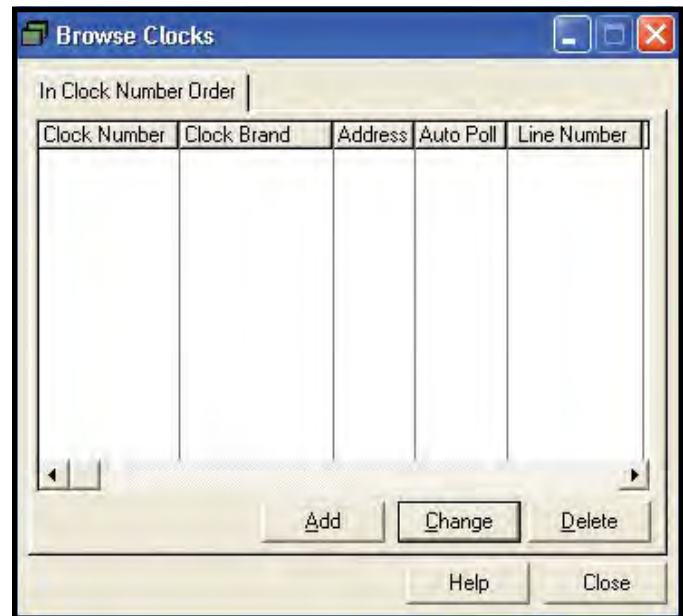 Browse Clocks
In Clock Number Order
Clock Number Clock Brand Address Auto Poll Line Number
Add Change Delete
Help Close